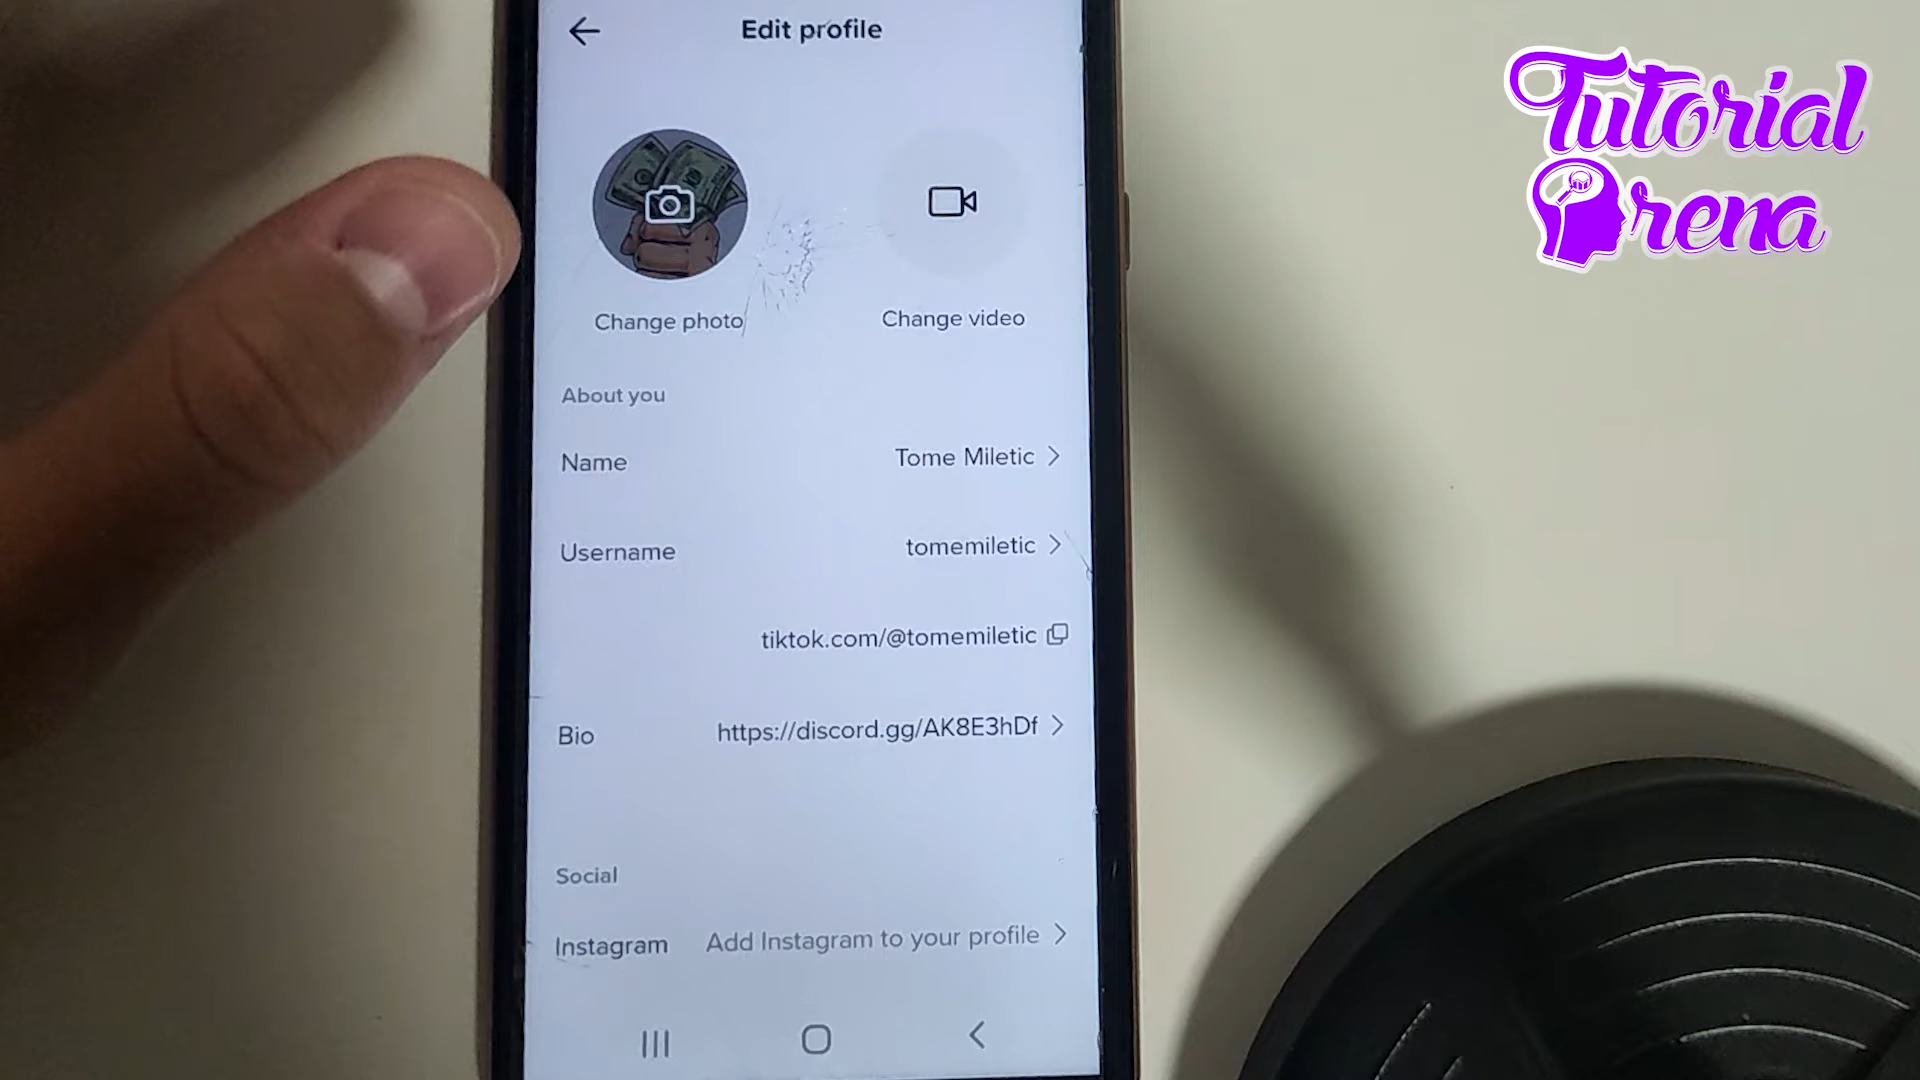 Edit profile
Tutorial
Arena
Change photo
Change video
About you
Name
Tome Miletic
Username
tomemiletic
tiktok.com/@tomemiletic
Bio
https://discord.gg/AK8E3hDf
Social
Instagram
Add Instagram to your profile